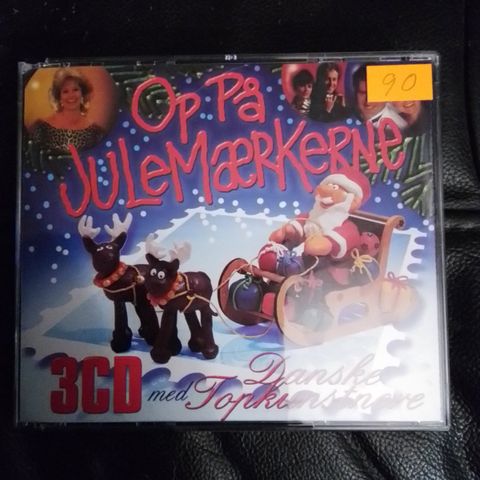 90
Op På
Julemærkerne
3CD med Danske
Topkunstnere